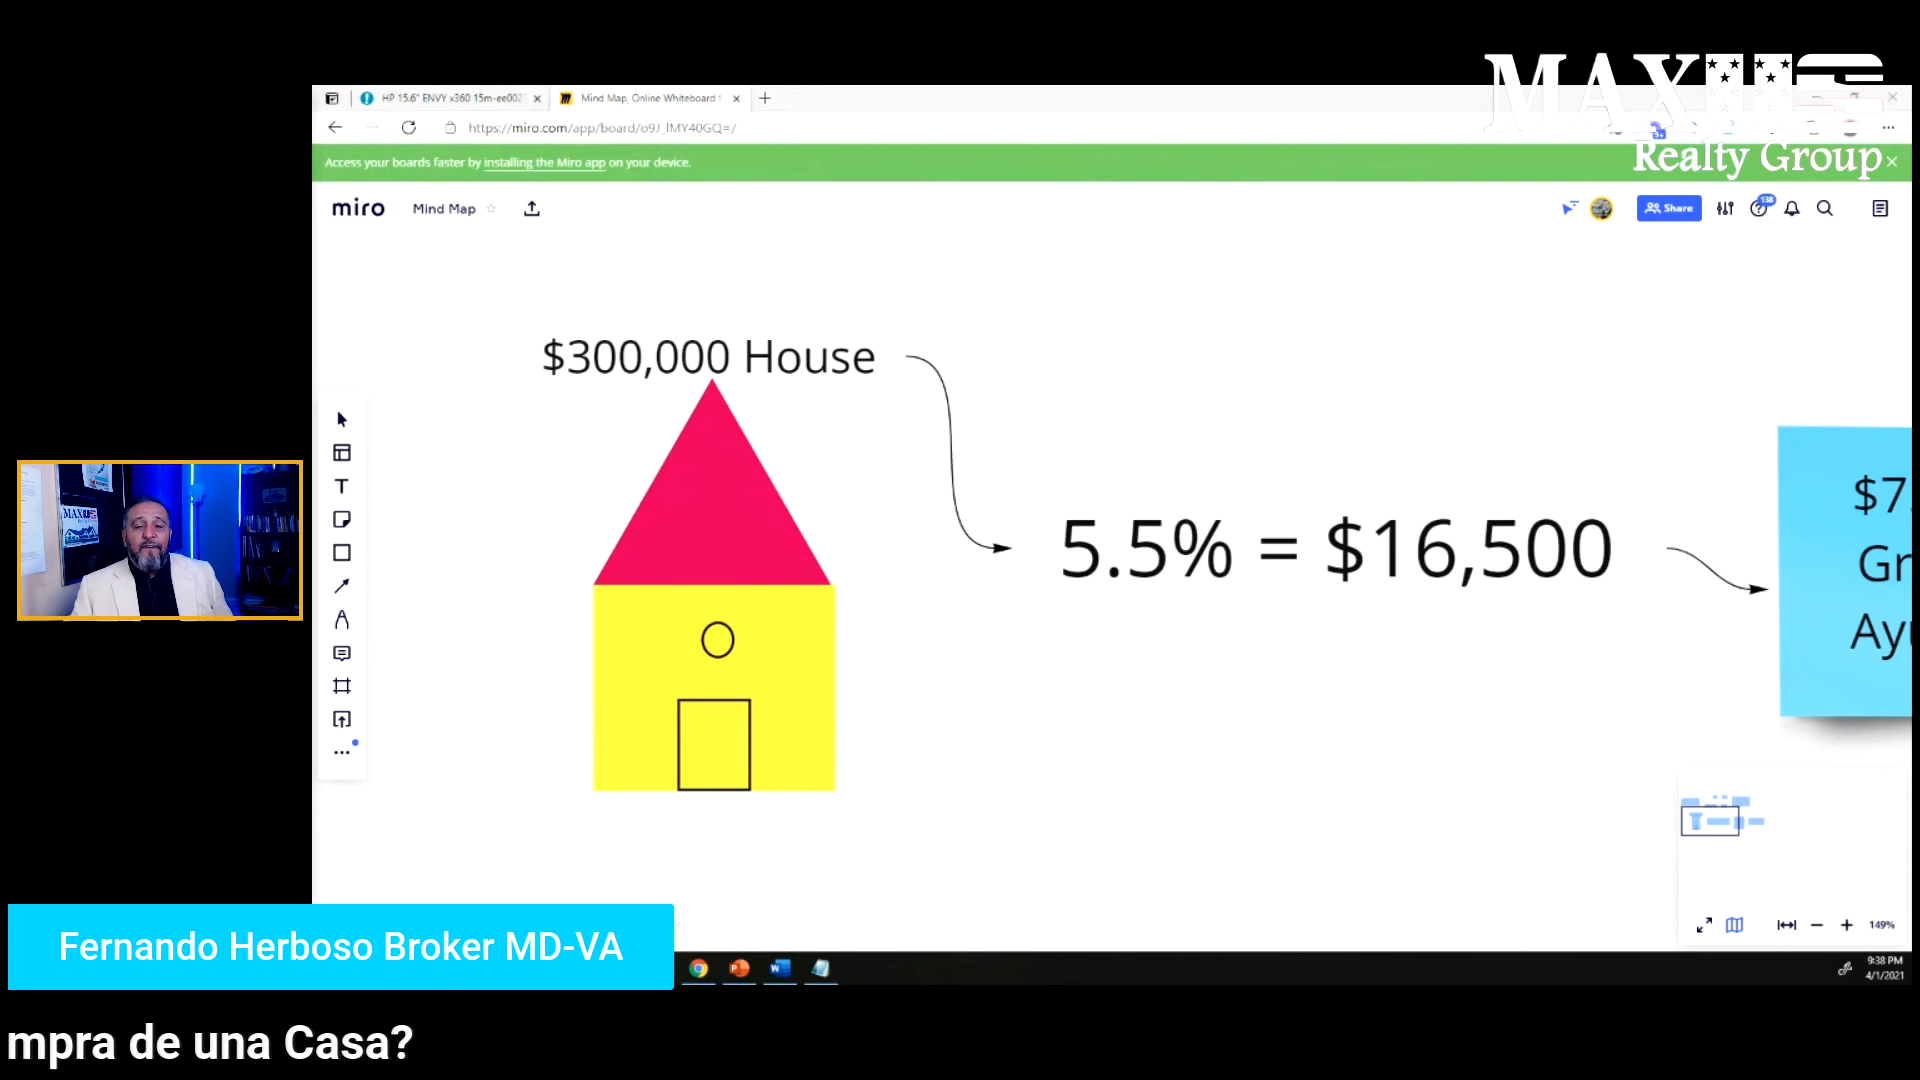 MAXUS
Realty Group
HP 15.6" ENVY x360 15m-ee002
Mind Map, Online Whiteboard f
https://miro.com/app/board/o9J_lMY40GQ=/
Access your boards faster by installing the Miro app on your device.
miro
Mind Map
Share
138
$300,000 House
5.5% = $16,500
$7
Gr
Ay
MAXUS
149%
Fernando Herboso Broker MD-VA
9:38 PM
4/1/2021
mpra de una Casa?